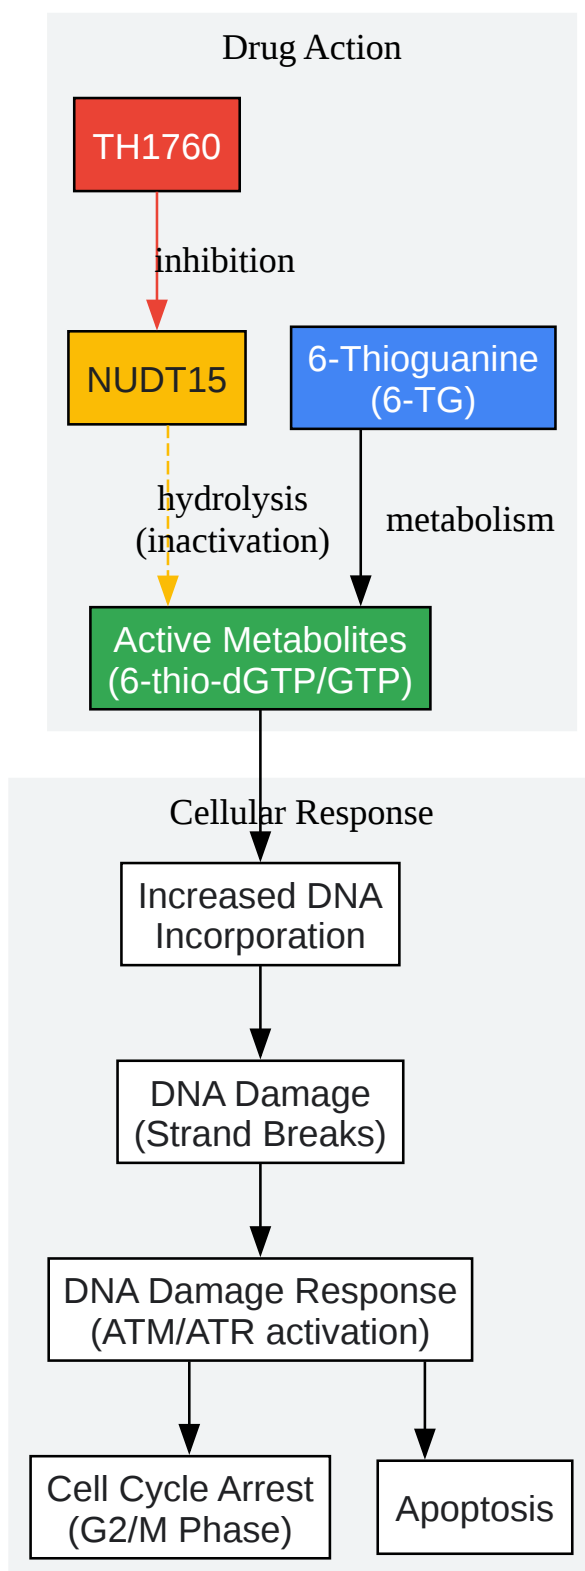 Drug Action
TH1760
inhibition
NUDT15
6-Thioguanine
(6-TG)
hydrolysis
(inactivation)
metabolism
Active Metabolites
(6-thio-dGTP/GTP)
Cellular Response
Increased DNA
Incorporation
DNA Damage
(Strand Breaks)
DNA Damage Response
(ATM/ATR activation)
Cell Cycle Arrest
(G2/M Phase)
Apoptosis